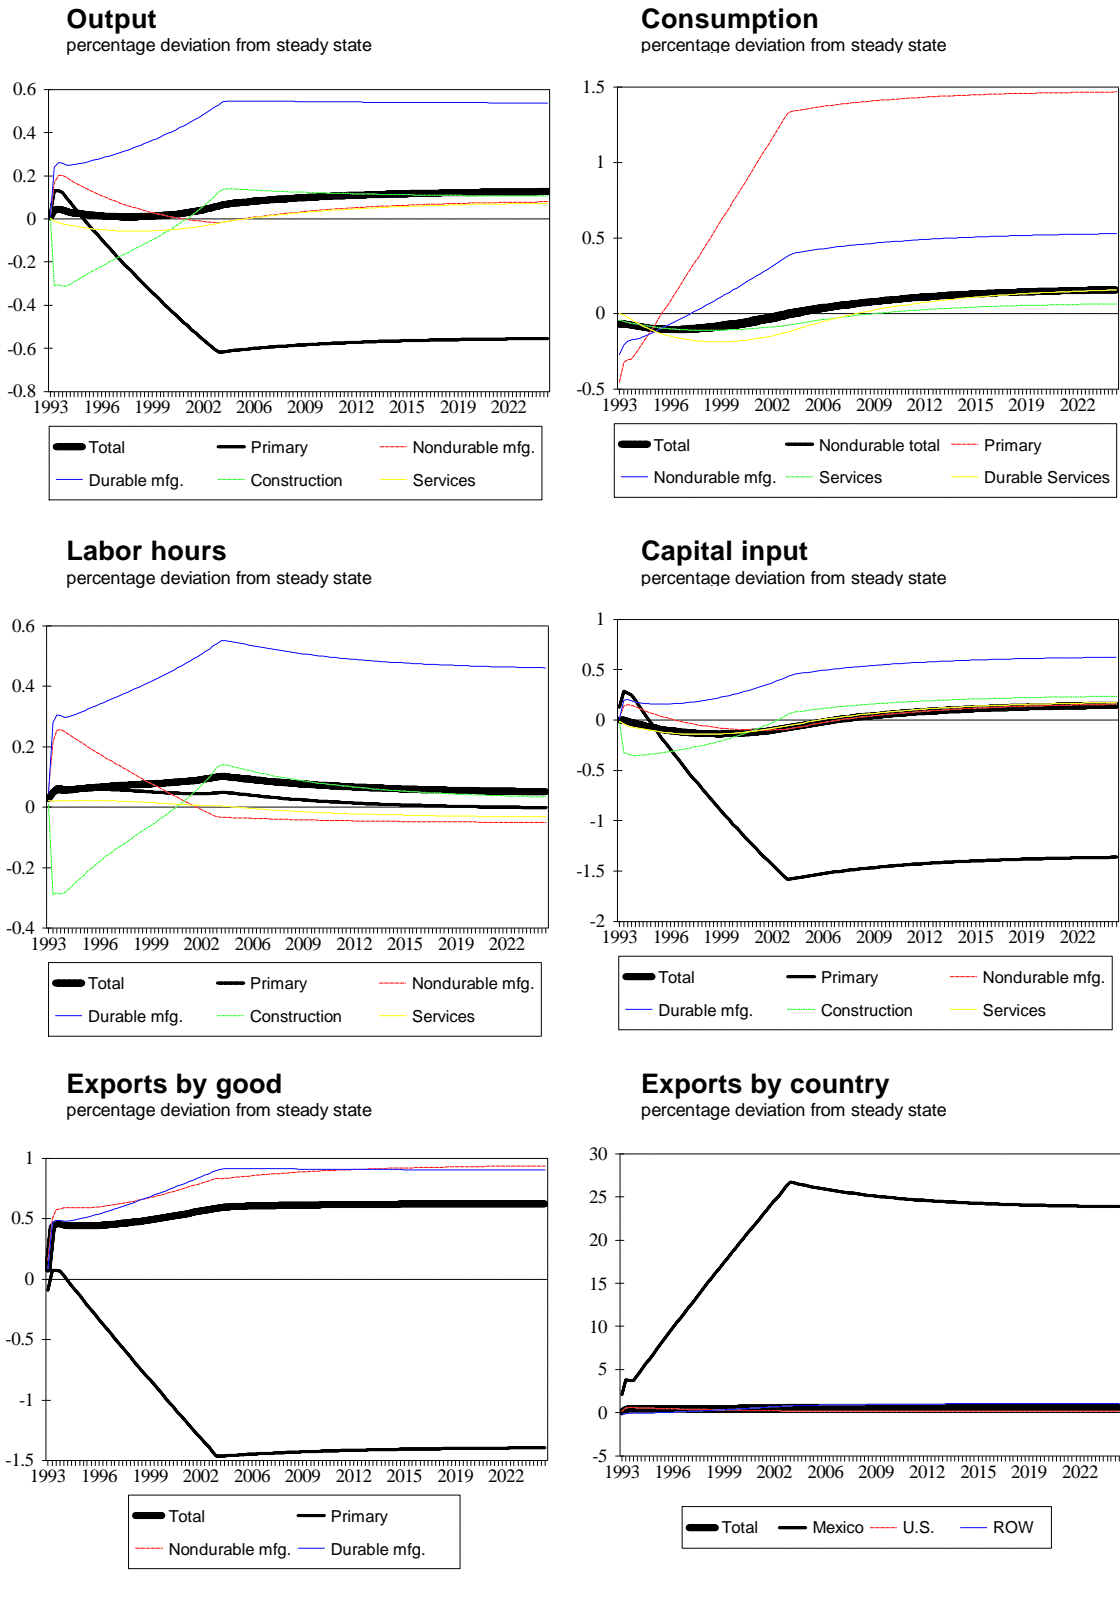 Output
percentage deviation from steady state
0.6
0.4
0.2
0
-0.2
-0.4
-0.6
-0.8
1993 1996 1999 2002 2006 2009 2012 2015 2019 2022
Total Primary Nondurable mfg.
Durable mfg. Construction Services
Consumption
percentage deviation from steady state
1.5
1
0.5
0
-0.5
1993 1996 1999 2002 2006 2009 2012 2015 2019 2022
Total Nondurable total Primary
Nondurable mfg. Services Durable Services
Labor hours
percentage deviation from steady state
0.6
0.4
0.2
0
-0.2
-0.4
1993 1996 1999 2002 2006 2009 2012 2015 2019 2022
Total Primary Nondurable mfg.
Durable mfg. Construction Services
Capital input
percentage deviation from steady state
1
0.5
0
-0.5
-1
-1.5
-2
1993 1996 1999 2002 2006 2009 2012 2015 2019 2022
Total Primary Nondurable mfg.
Durable mfg. Construction Services
Exports by good
percentage deviation from steady state
1
0.5
0
-0.5
-1
-1.5
1993 1996 1999 2002 2006 2009 2012 2015 2019 2022
Total Primary
Nondurable mfg. Durable mfg.
Exports by country
percentage deviation from steady state
30
25
20
15
10
5
0
-5
1993 1996 1999 2002 2006 2009 2012 2015 2019 2022
Total Mexico U.S. ROW